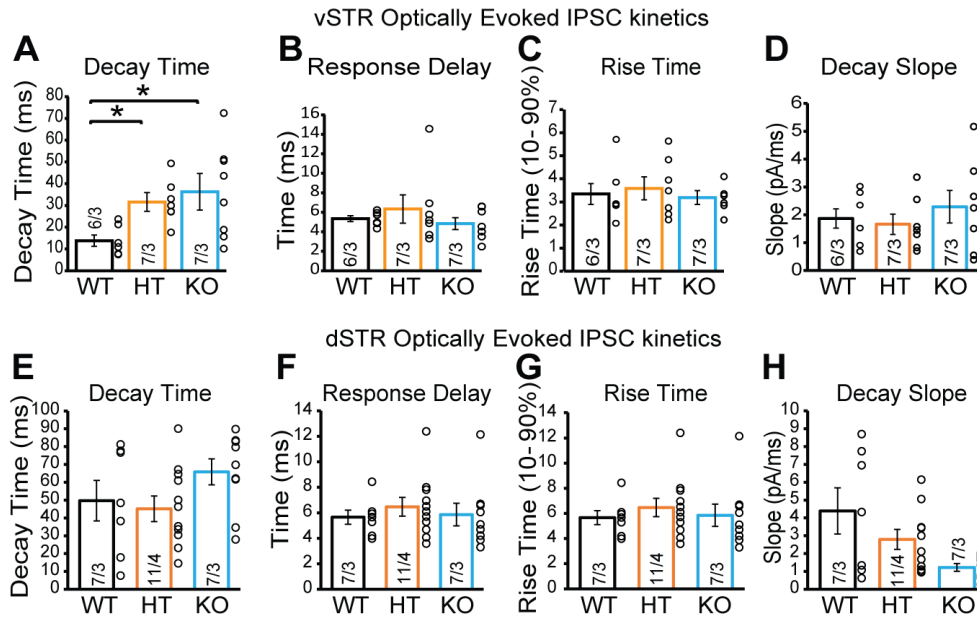 vSTR Optically Evoked IPSC kinetics
A
Decay Time
Decay Time (ms)
80
70
60
50
40
30
20
10
0
*
*
6/3
7/3
7/3
WT HT KO
B
Response Delay
Time (ms)
16
14
12
10
8
6
4
2
0
6/3
7/3
7/3
WT HT KO
C
Rise Time
Rise Time (10- 90%)
7
6
5
4
3
2
1
0
6/3
7/3
7/3
WT HT KO
D
Decay Slope
Slope (pA/ms)
6
5
4
3
2
1
0
6/3
7/3
7/3
WT HT KO
dSTR Optically Evoked IPSC kinetics
E
Decay Time
Decay Time (ms)
100
90
80
70
60
50
40
30
20
10
0
7/3
11/4
7/3
WT HT KO
F
Response Delay
Time (ms)
14
12
10
8
6
4
2
0
7/3
11/4
7/3
WT HT KO
G
Rise Time
Rise Time (10- 90%)
14
12
10
8
6
4
2
0
7/3
11/4
7/3
WT HT KO
H
Decay Slope
Slope (pA/ms)
10
9
8
7
6
5
4
3
2
1
0
7/3
11/4
7/3
WT HT KO